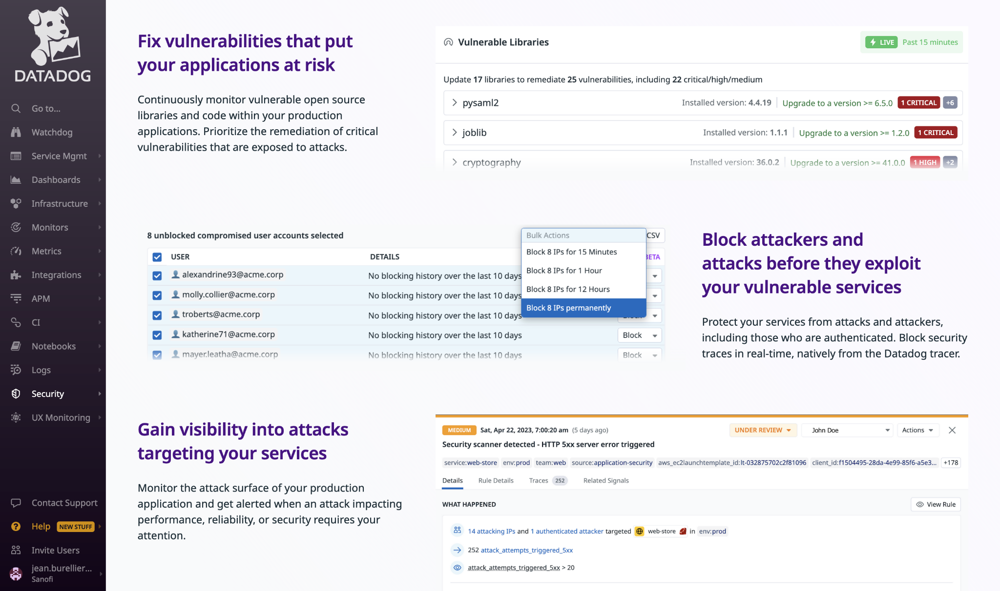 DATADOG
Go to...
Watchdog
Service Mgmt
Dashboards
Infrastructure
Monitors
Metrics
Integrations
APM
CI
Notebooks
Logs
Security
UX Monitoring
Contact Support
Help NEW STUFF
Invite Users
jean.burellier...
Sanofi
Fix vulnerabilities that put
your applications at risk
Continuously monitor vulnerable open source
libraries and code within your production
applications. Prioritize the remediation of critical
vulnerabilities that are exposed to attacks.
Vulnerable Libraries LIVE Past 15 minutes
Update 17 libraries to remediate 25 vulnerabilities, including 22 critical/high/medium
pysaml2 Installed version: 4.4.19 Upgrade to a version >= 6.5.0 1 CRITICAL +6
joblib Installed version: 1.1.1 Upgrade to a version >= 1.2.0 1 CRITICAL
cryptography Installed version: 36.0.2 Upgrade to a version >= 41.0.0 1 HIGH +2
8 unblocked compromised user accounts selected CSV
USER DETAILS BETA
alexandrine93@acme.corp No blocking history over the last 10 days
molly.collier@acme.corp No blocking history over the last 10 days
troberts@acme.corp No blocking history over the last 10 days
katherine71@acme.corp No blocking history over the last 10 days Block
mayer.leatha@acme.corp No blocking history over the last 10 days Block
Bulk Actions
Block 8 IPs for 15 Minutes
Block 8 IPs for 1 Hour
Block 8 IPs for 12 Hours
Block 8 IPs permanently
Block attackers and
attacks before they exploit
your vulnerable services
Protect your services from attacks and attackers,
including those who are authenticated. Block security
traces in real-time, natively from the Datadog tracer.
Gain visibility into attacks
targeting your services
Monitor the attack surface of your production
application and get alerted when an attack impacting
performance, reliability, or security requires your
attention.
MEDIUM Sat, Apr 22, 2023, 7:00:20 am (5 days ago) UNDER REVIEW John Doe Actions
Security scanner detected - HTTP 5xx server error triggered
service:web-store env:prod team:web source:application-security aws_ec2launchtemplate_id:lt-032875702c2f81096 client_id:f1504495-28da-4e99-85f6-a5e3... +178
Details Rule Details Traces 252 Related Signals
WHAT HAPPENED View Rule
14 attacking IPs and 1 authenticated attacker targeted web-store in env:prod
252 attack_attempts_triggered_5xx
attack_attempts_triggered_5xx > 20